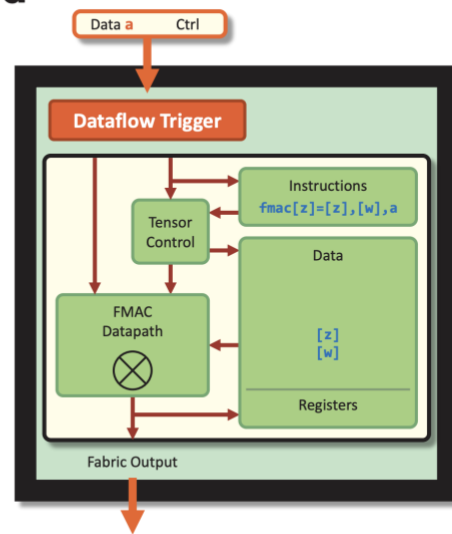 Data a Ctrl
Dataflow Trigger
Instructions
fmac[z]=[z],[w],a
Tensor
Control
Data
FMAC
Datapath
[z]
[w]
Registers
Fabric Output